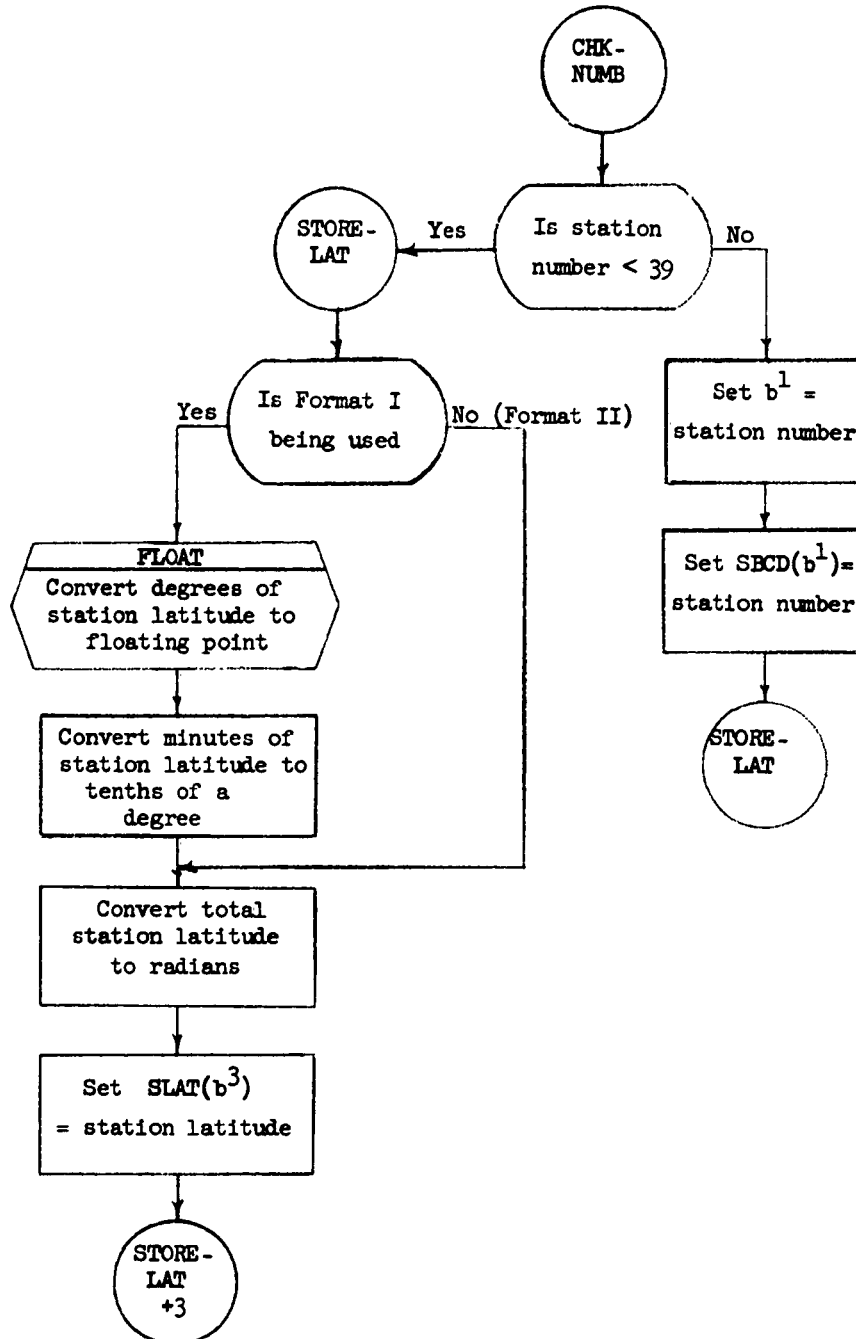 CHK-
NUMB
Is station
number < 39
Yes
No
STORE-
LAT
Is Format I
being used
Yes
No (Format II)
Set b¹ =
station number
Set SBCD(b¹)=
station number
STORE-
LAT
FLOAT
Convert degrees of
station latitude to
floating point
Convert minutes of
station latitude to
tenths of a
degree
Convert total
station latitude
to radians
Set SLAT(b³)
= station latitude
STORE-
LAT
+3